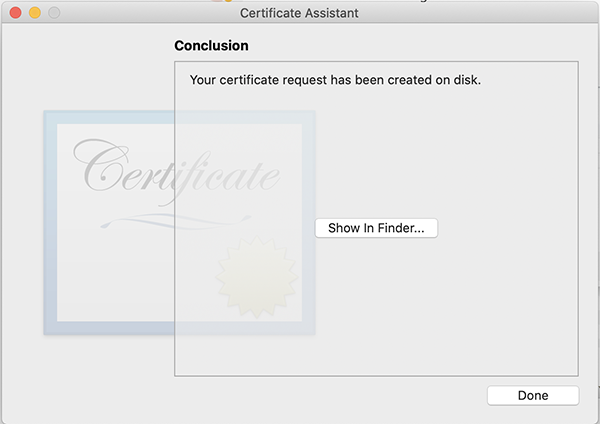 Certificate Assistant
Conclusion
Your certificate request has been created on disk.
Certificate
Show In Finder...
Done